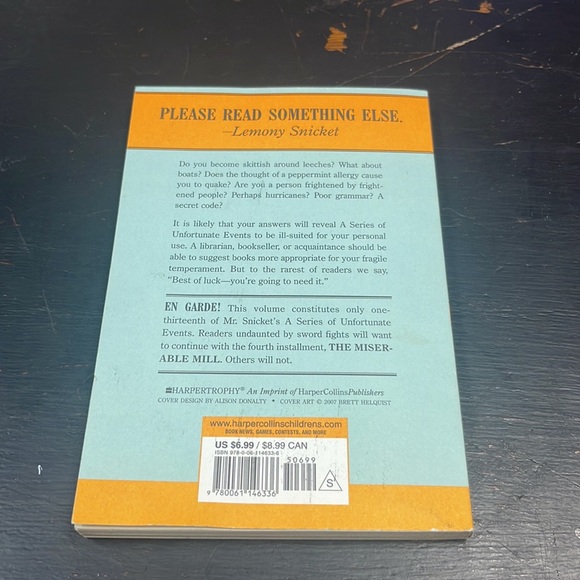 PLEASE READ SOMETHING ELSE.
—Lemony Snicket
Do you become skittish around leeches? What about
boats? Does the thought of a peppermint allergy cause
you to quake? Are you a person frightened by fright-
ened people? Perhaps hurricanes? Poor grammar? A
secret code?
It is likely that your answers will reveal A Series of
Unfortunate Events to be ill-suited for your personal
use. A librarian, bookseller, or acquaintance should be
able to suggest books more appropriate for your fragile
temperament. But to the rarest of readers we say,
"Best of luck—you're going to need it."
EN GARDE! This volume constitutes only one-
thirteenth of Mr. Snicket's A Series of Unfortunate
Events. Readers undaunted by sword fights will want
to continue with the fourth installment, THE MISER-
ABLE MILL. Others will not.
HARPERTROPHY® An Imprint of HarperCollinsPublishers
COVER DESIGN BY ALISON DONALTY • COVER ART © 2007 BRETT HELQUIST
www.harpercollinschildrens.com
BOOK NEWS, GAMES, CONTESTS, AND MORE
US $6.99 / $8.99 CAN
ISBN 978-0-06-114633-6
50699
9 780061 146336
S